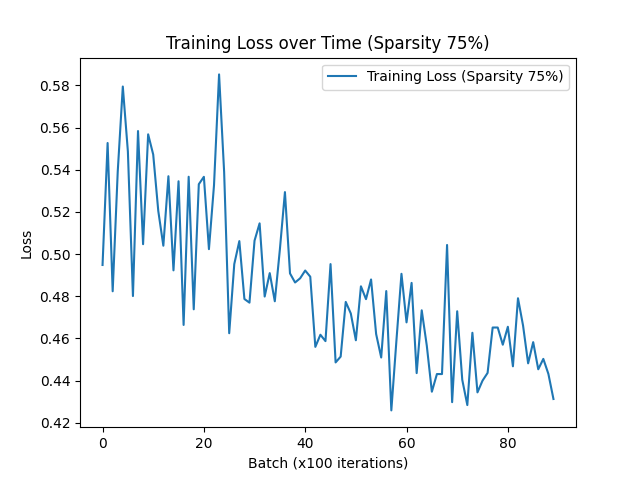 Training Loss over Time (Sparsity 75%)
Training Loss (Sparsity 75%)
Loss
0.58
0.56
0.54
0.52
0.50
0.48
0.46
0.44
0.42
0 20 40 60 80
Batch (x100 iterations)